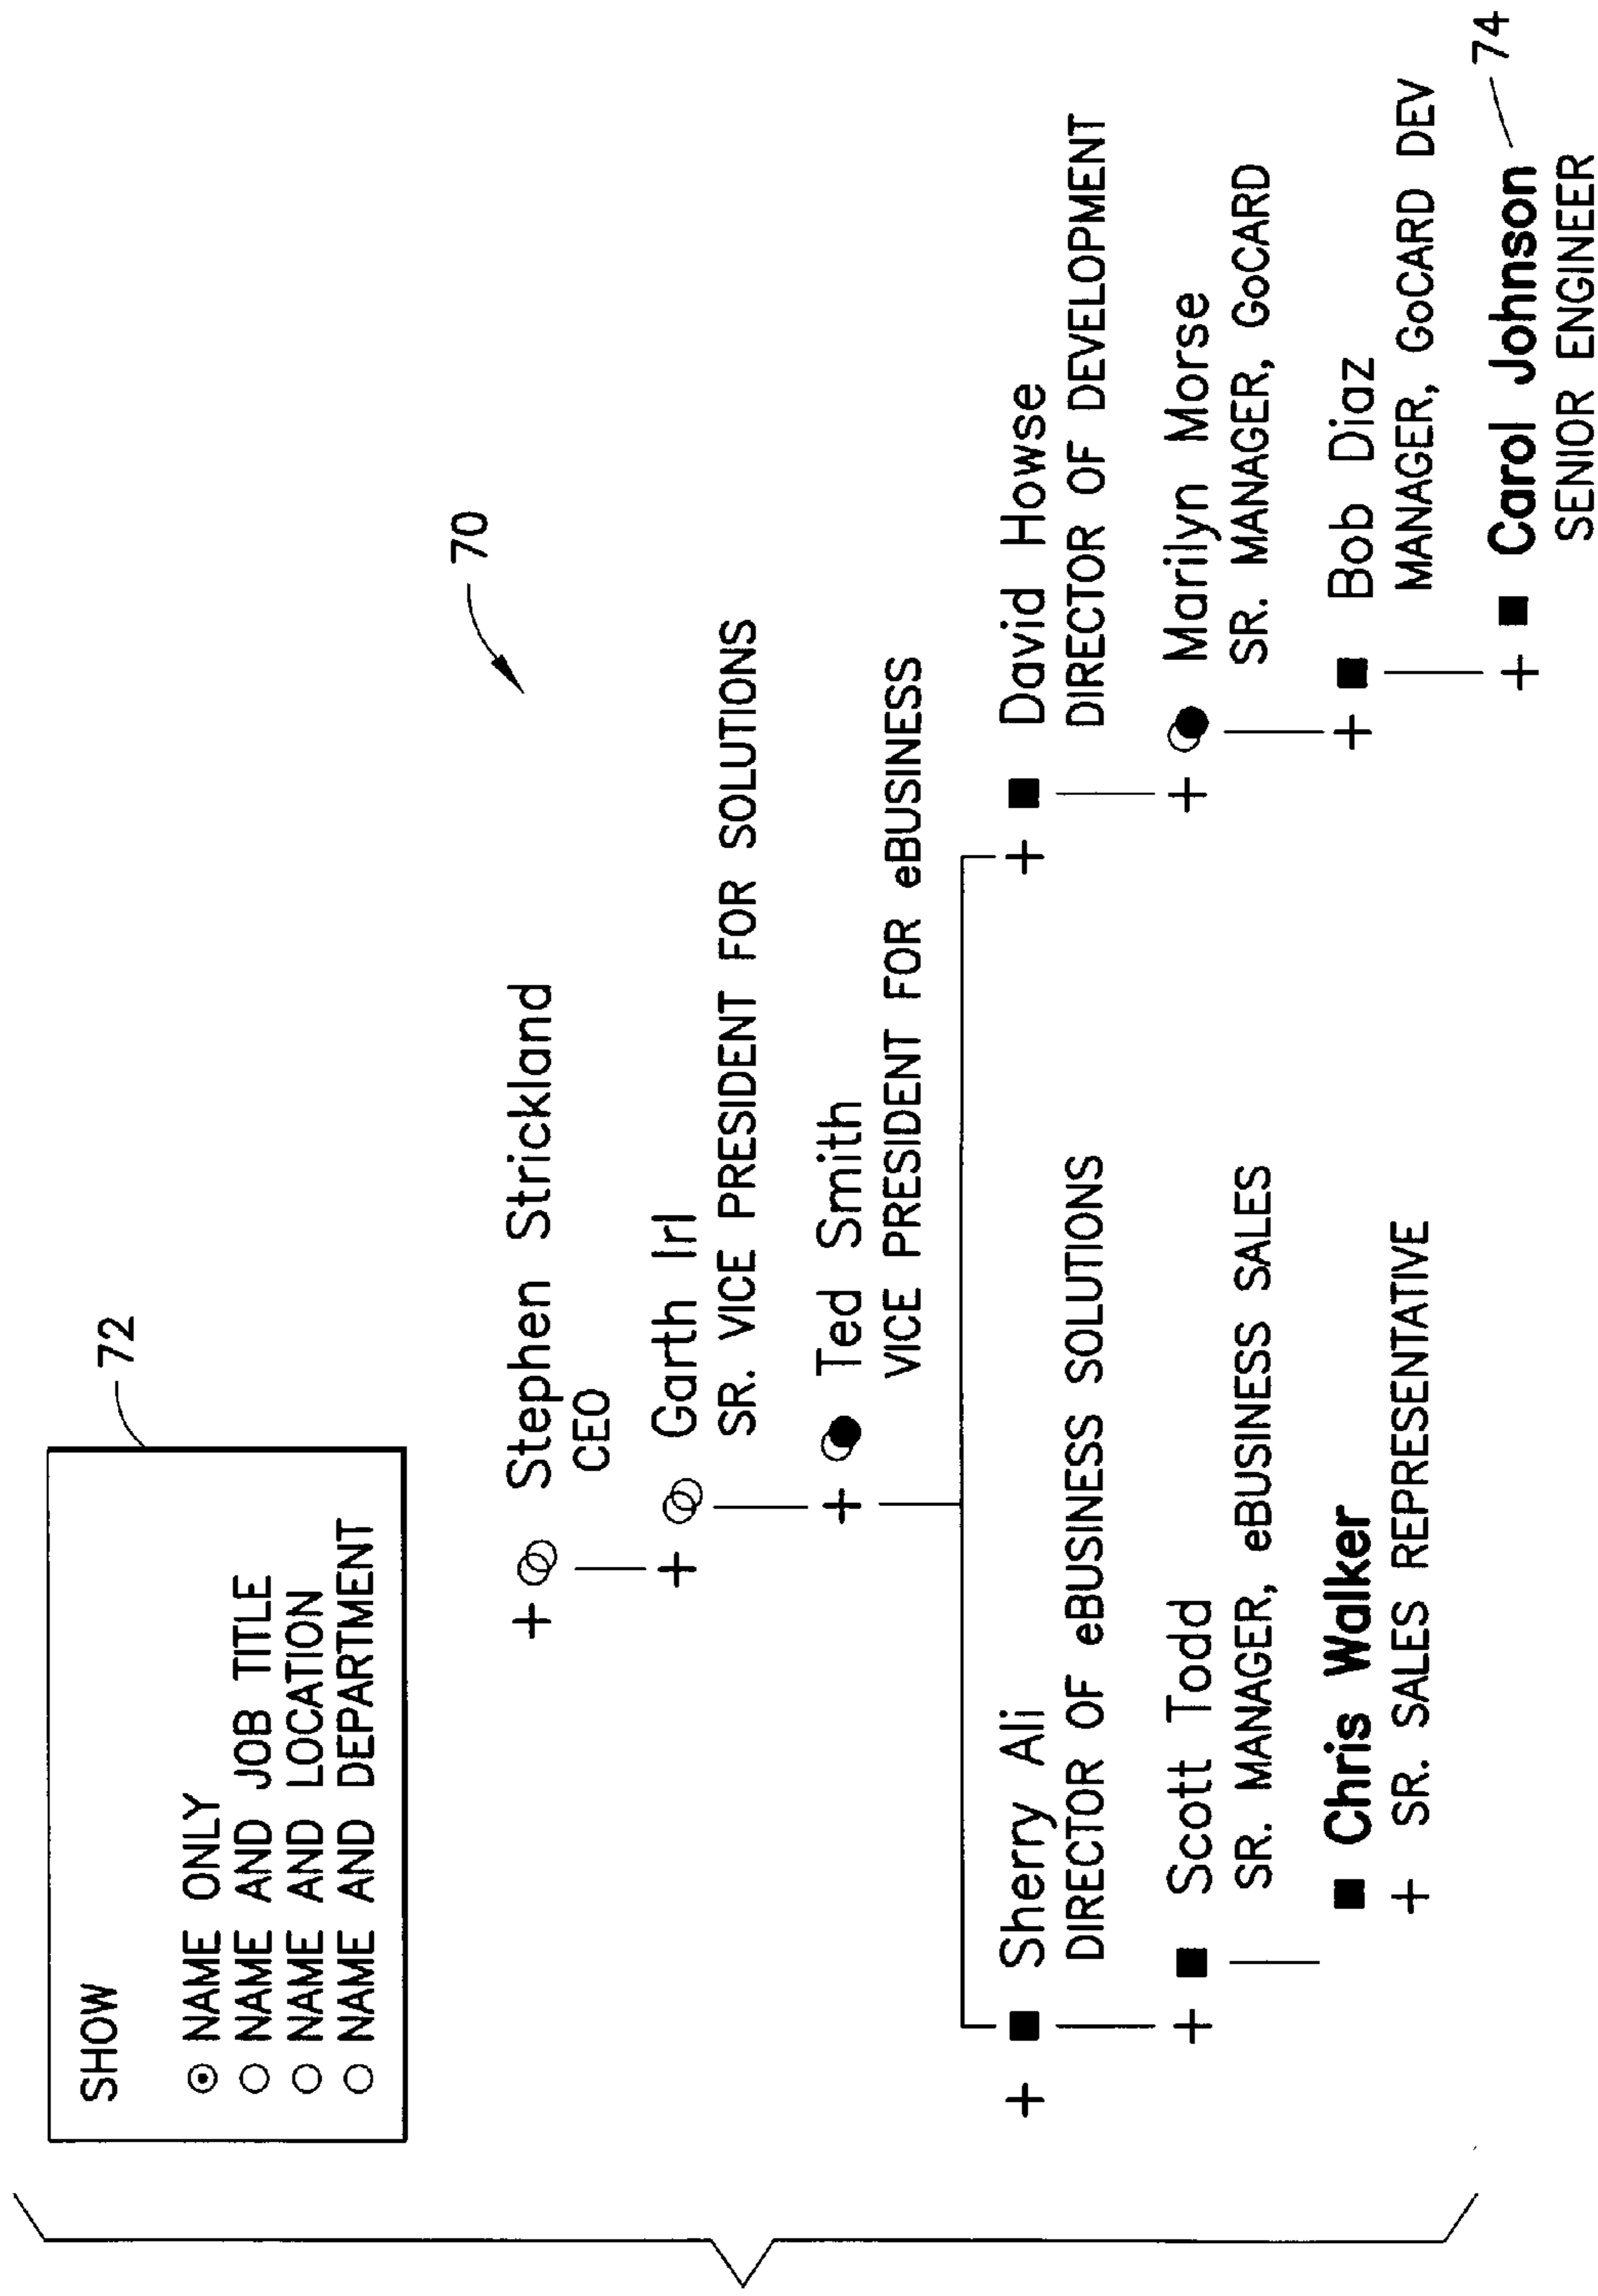 72
SHOW
NAME ONLY
NAME AND JOB TITLE
NAME AND LOCATION
NAME AND DEPARTMENT
70
+ Stephen Strickland
CEO
+ Garth Irl
SR. VICE PRESIDENT FOR SOLUTIONS
+ Ted Smith
VICE PRESIDENT FOR eBUSINESS
+ Sherry Ali
DIRECTOR OF eBUSINESS SOLUTIONS
+ Scott Todd
SR. MANAGER, eBUSINESS SALES
Chris Walker
+ SR. SALES REPRESENTATIVE
+ David Howse
DIRECTOR OF DEVELOPMENT
+ Marilyn Morse
SR. MANAGER, GoCARD
+ Bob Diaz
MANAGER, GoCARD DEV
+ Carol Johnson
SENIOR ENGINEER
74